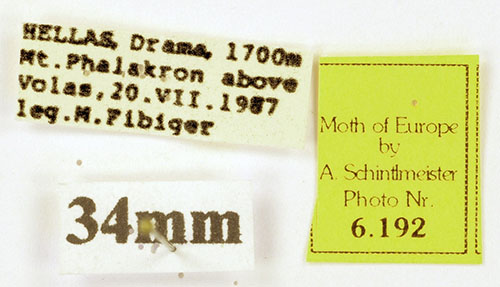 HELLAS, Drama, 1700m
Mt.Phalakron above
Volas, 20.VII.1987
leg.M.Fibiger
34mm
Moth of Europe
by
A. Schintlmeister
Photo Nr.
6.192